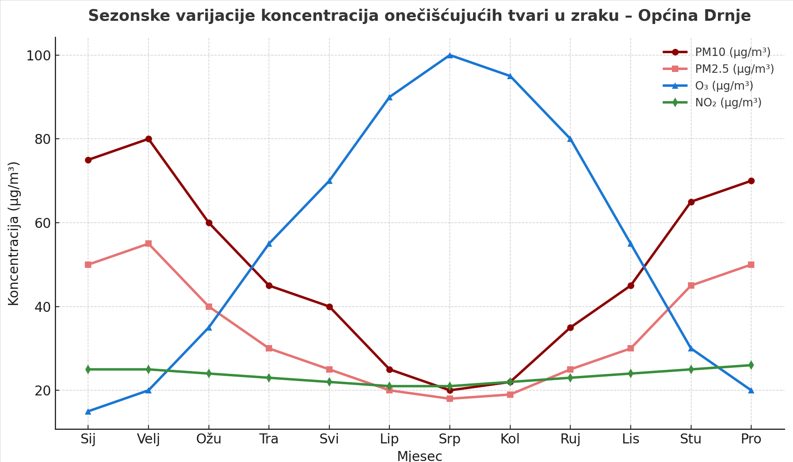 Sezonske varijacije koncentracija onečišćujućih tvari u zraku – Općina Drnje
PM10 (µg/m³)
PM2.5 (µg/m³)
O₃ (µg/m³)
NO₂ (µg/m³)
Koncentracija (µg/m³)
100
80
60
40
20
Sij Velj Ožu Tra Svi Lip Srp Kol Ruj Lis Stu Pro
Mjesec